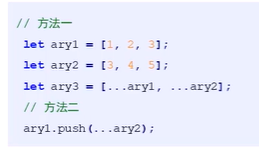 // 方法一
let ary1 = [1, 2, 3];
let ary2 = [3, 4, 5];
let ary3 = [...ary1, ...ary2];
// 方法二
ary1.push(...ary2);